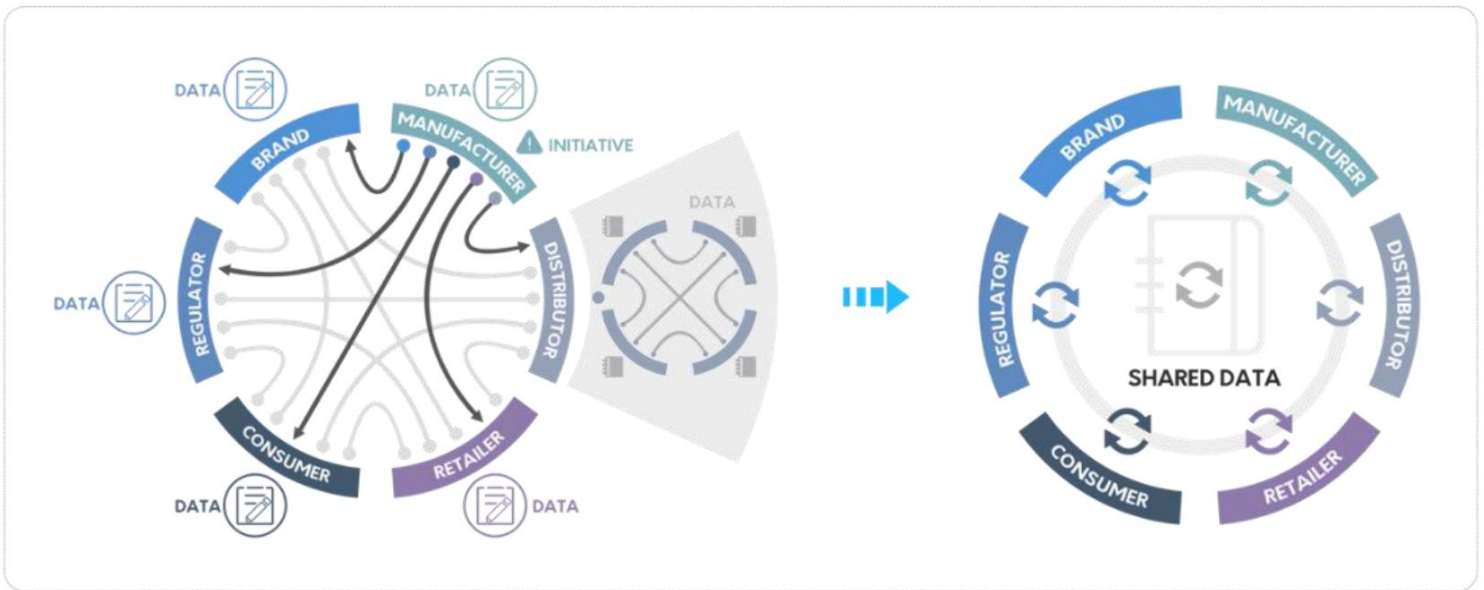 DATA
DATA
BRAND
MANUFACTURER
INITIATIVE
DATA
REGULATOR
DISTRIBUTOR
DATA
CONSUMER
RETAILER
DATA
DATA
BRAND
MANUFACTURER
REGULATOR
DISTRIBUTOR
SHARED DATA
CONSUMER
RETAILER